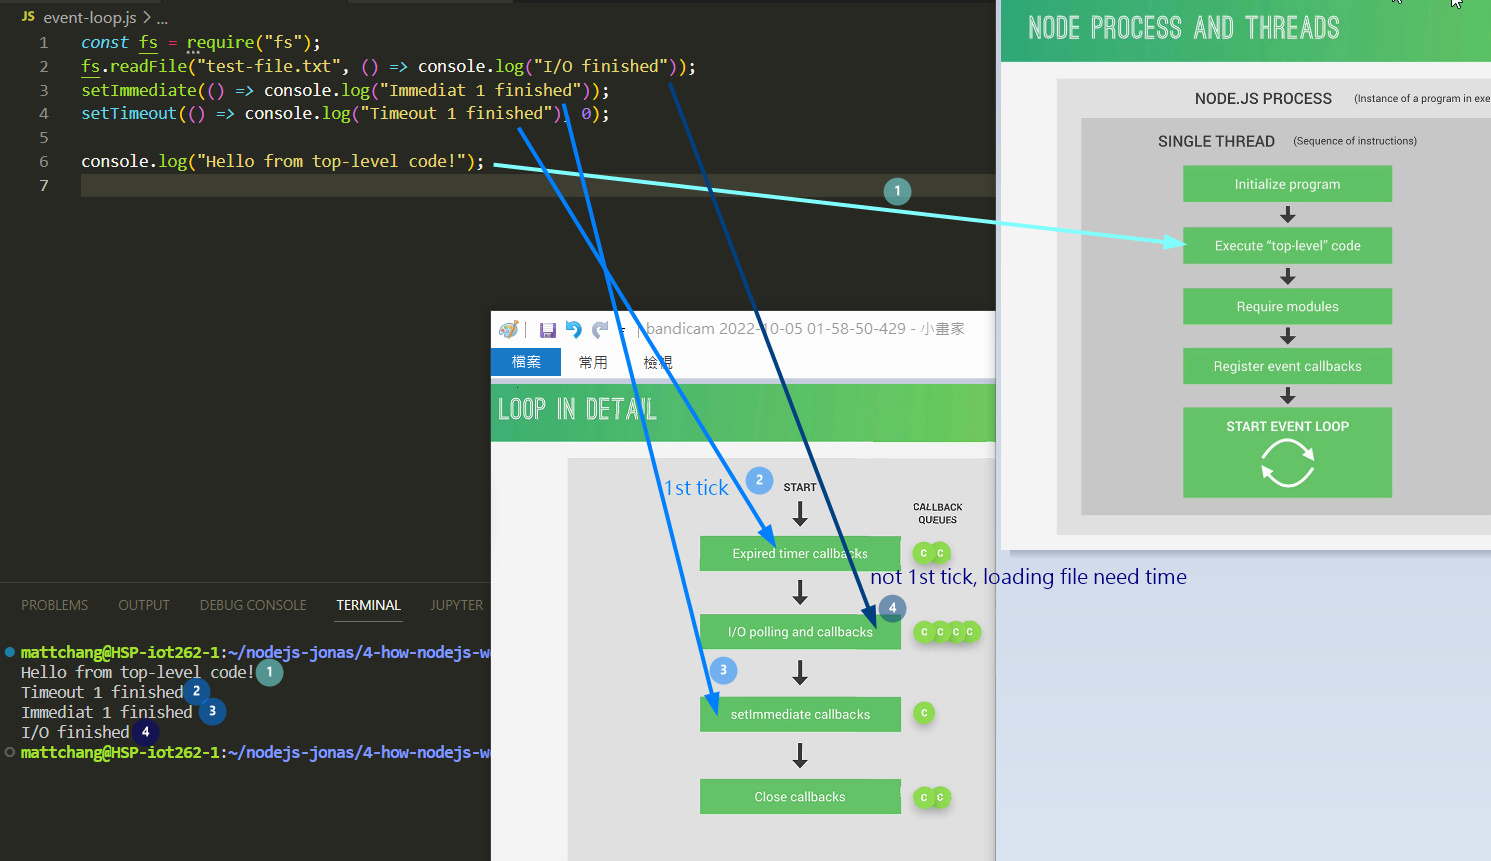 JS event-loop.js > ...
1 const fs = require("fs");
2 fs.readFile("test-file.txt", () => console.log("I/O finished"));
3 setImmediate(() => console.log("Immediat 1 finished"));
4 setTimeout(() => console.log("Timeout 1 finished"), 0);
5
6 console.log("Hello from top-level code!");
7
1
NODE PROCESS AND THREADS
NODE.JS PROCESS (Instance of a program in exe
SINGLE THREAD (Sequence of instructions)
Initialize program
Execute “top-level” code
Require modules
Register event callbacks
START EVENT LOOP
bandicam 2022-10-05 01-58-50-429 - 小畫家
檔案 常用 檢視
LOOP IN DETAIL
1st tick 2 START
CALLBACK
QUEUES
Expired timer callbacks C C
not 1st tick, loading file need time
4
I/O polling and callbacks C C C C
3
setImmediate callbacks C
Close callbacks C C
PROBLEMS OUTPUT DEBUG CONSOLE TERMINAL JUPYTER
mattchang@HSP-iot262-1:~/nodejs-jonas/4-how-nodejs-w
Hello from top-level code! 1
Timeout 1 finished 2
Immediat 1 finished 3
I/O finished 4
mattchang@HSP-iot262-1:~/nodejs-jonas/4-how-nodejs-w